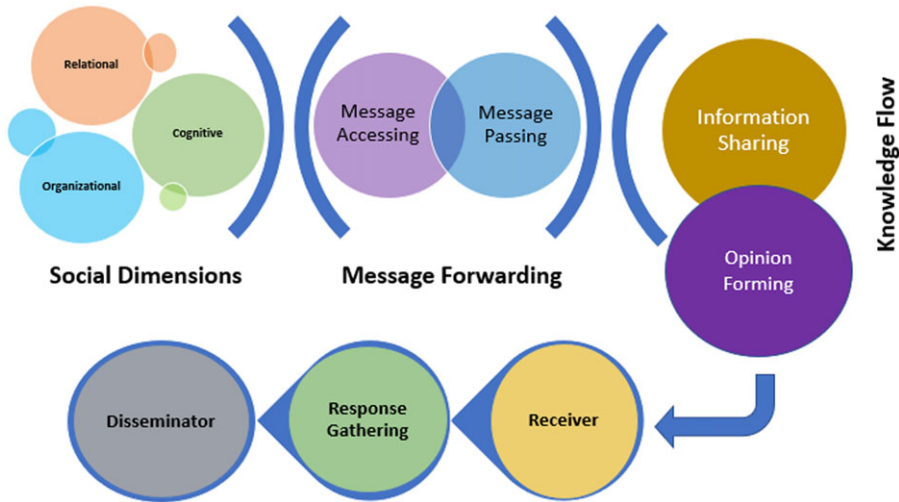 Relational
Cognitive
Organizational
Social Dimensions
Message
Accessing
Message
Passing
Message Forwarding
Information
Sharing
Opinion
Forming
Knowledge Flow
Disseminator
Response
Gathering
Receiver